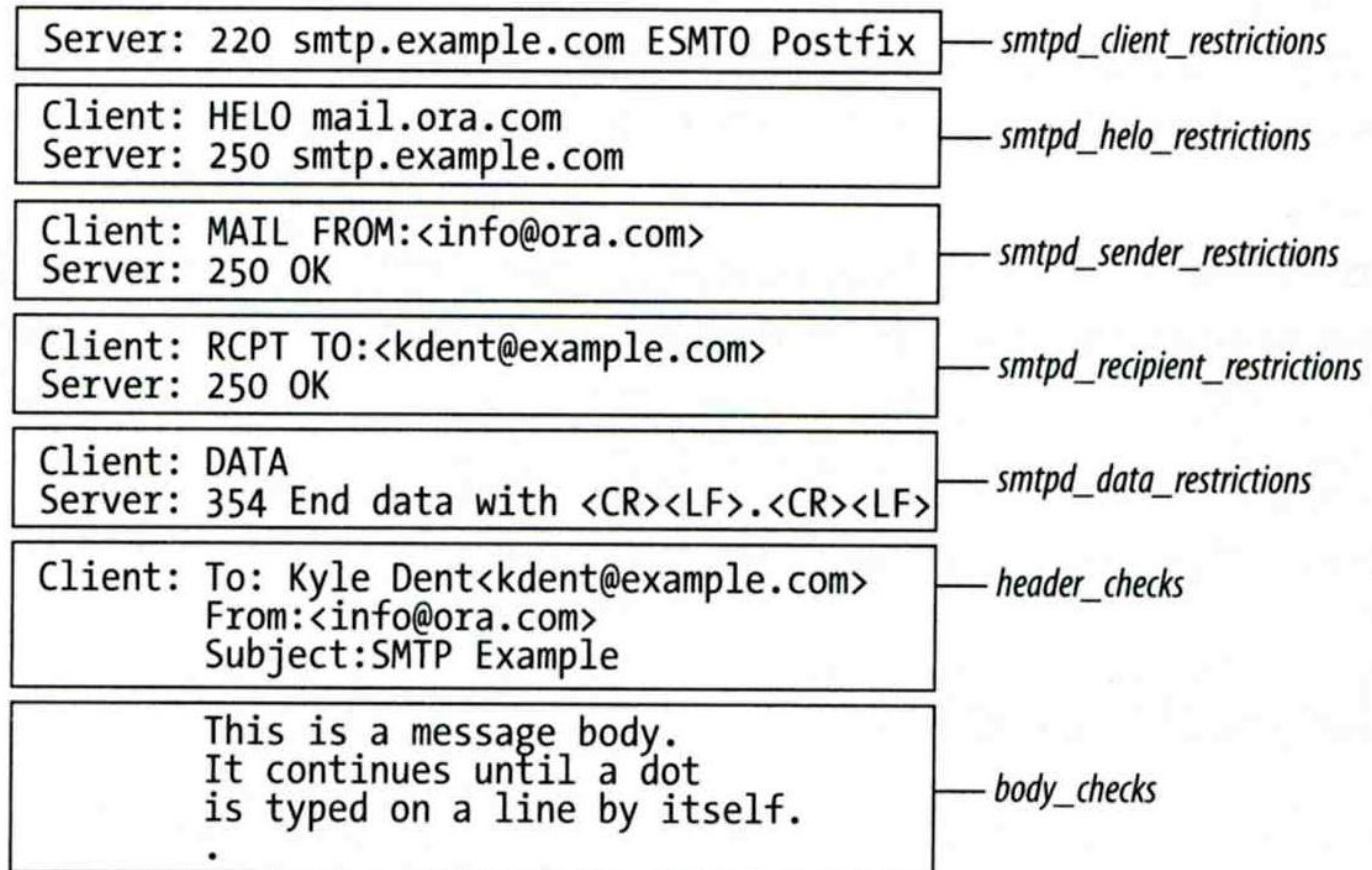 Server: 220 smtp.example.com ESMTO Postfix smtpd_client_restrictions
Client: HELO mail.ora.com
Server: 250 smtp.example.com
smtpd_helo_restrictions
Client: MAIL FROM:<info@ora.com>
Server: 250 OK
smtpd_sender_restrictions
Client: RCPT TO:<kdent@example.com>
Server: 250 OK
smtpd_recipient_restrictions
Client: DATA
Server: 354 End data with <CR><LF>.<CR><LF>
smtpd_data_restrictions
Client: To: Kyle Dent<kdent@example.com>
From:<info@ora.com>
Subject:SMTP Example
header_checks
This is a message body.
It continues until a dot
is typed on a line by itself.
.
body_checks